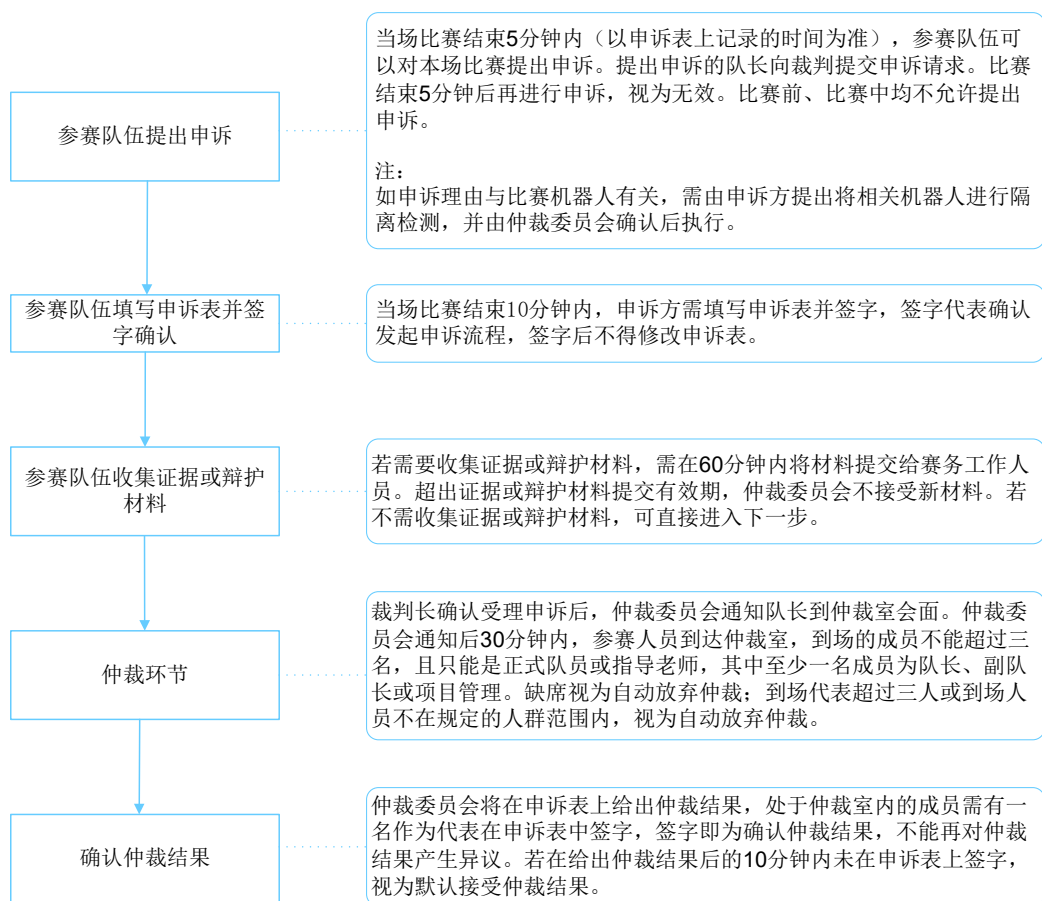 当场比赛结束5分钟内（以申诉表上记录的时间为准），参赛队伍可
以对本场比赛提出申诉。提出申诉的队长向裁判提交申诉请求。比赛
结束5分钟后再进行申诉，视为无效。比赛前、比赛中均不允许提出
申诉。
注：
如申诉理由与比赛机器人有关，需由申诉方提出将相关机器人进行隔
离检测，并由仲裁委员会确认后执行。
参赛队伍提出申诉
参赛队伍填写申诉表并签
字确认
当场比赛结束10分钟内，申诉方需填写申诉表并签字，签字代表确认
发起申诉流程，签字后不得修改申诉表。
参赛队伍收集证据或辩护
材料
若需要收集证据或辩护材料，需在60分钟内将材料提交给赛务工作人
员。超出证据或辩护材料提交有效期，仲裁委员会不接受新材料。若
不需收集证据或辩护材料，可直接进入下一步。
仲裁环节
裁判长确认受理申诉后，仲裁委员会通知队长到仲裁室会面。仲裁委
员会通知后30分钟内，参赛人员到达仲裁室，到场的成员不能超过三
名，且只能是正式队员或指导老师，其中至少一名成员为队长、副队
长或项目管理。缺席视为自动放弃仲裁；到场代表超过三人或到场人
员不在规定的人群范围内，视为自动放弃仲裁。
确认仲裁结果
仲裁委员会将在申诉表上给出仲裁结果，处于仲裁室内的成员需有一
名作为代表在申诉表中签字，签字即为确认仲裁结果，不能再对仲裁
结果产生异议。若在给出仲裁结果后的10分钟内未在申诉表上签字，
视为默认接受仲裁结果。